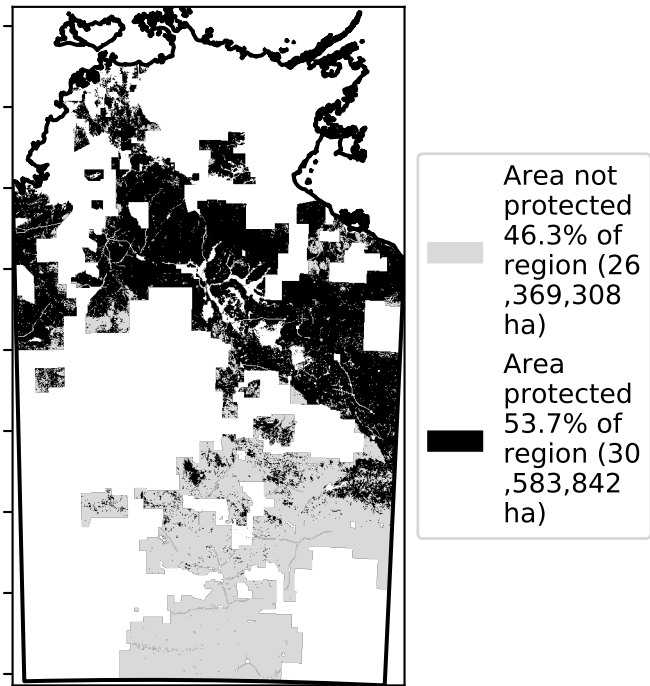 Area not
protected
46.3% of
region (26
,369,308
ha)
Area
protected
53.7% of
region (30
,583,842
ha)